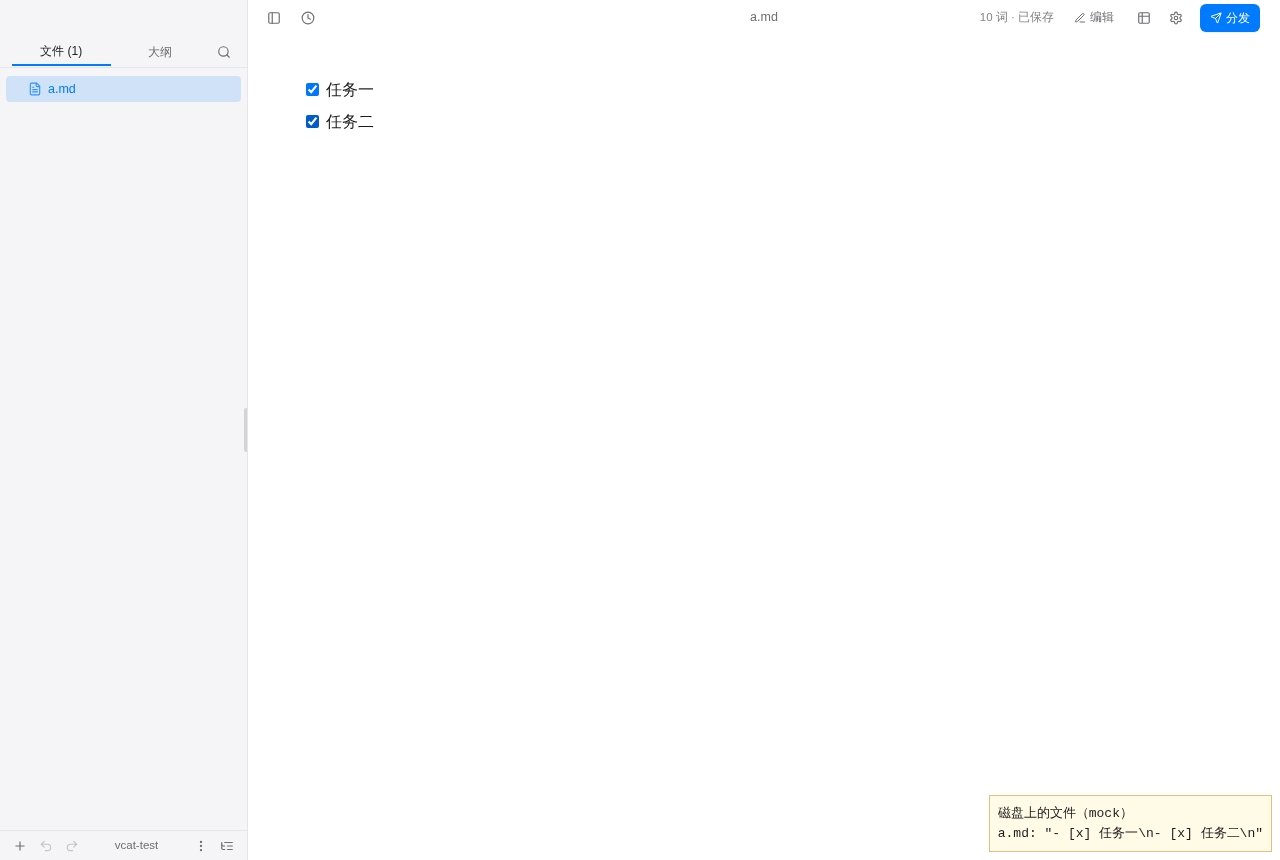 a.md
10 词 · 已保存
编辑
分发
文件 (1)
大纲
a.md
任务一
任务二
磁盘上的文件（mock）
a.md: "- [x] 任务一\n- [x] 任务二\n"
vcat-test